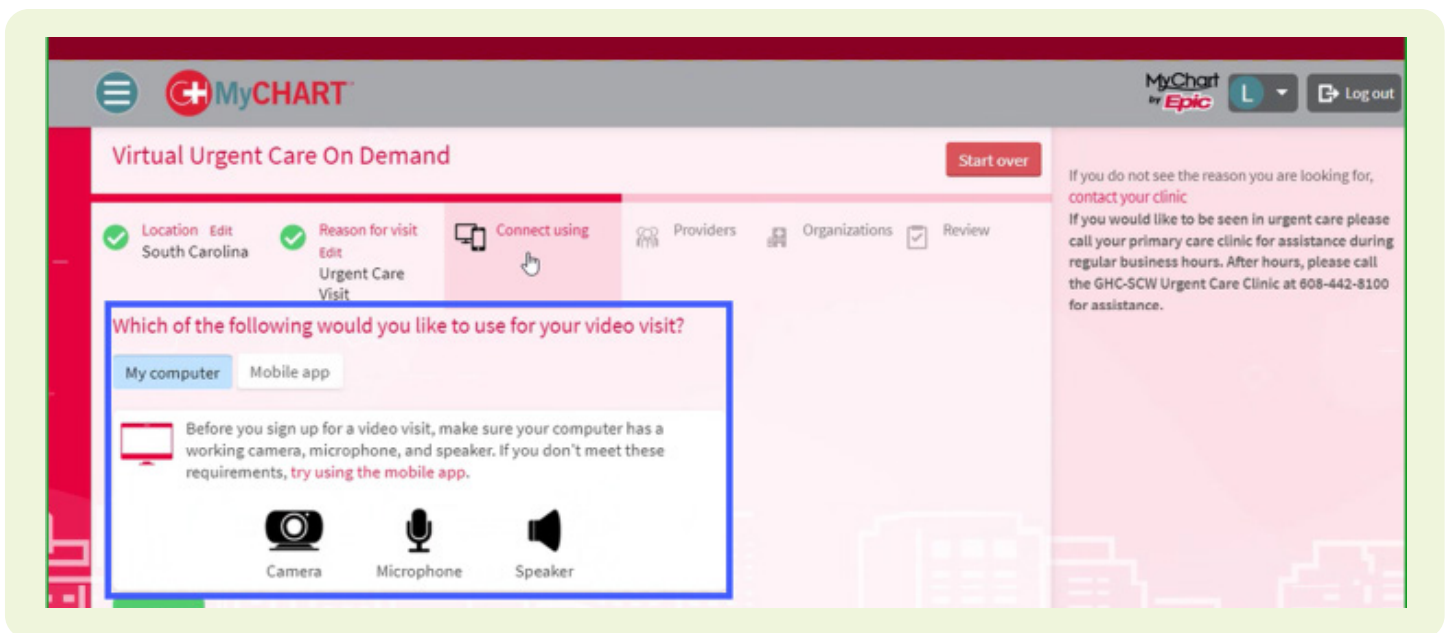 MyCHART
MyChart
by Epic
L
Log out
Virtual Urgent Care On Demand
Start over
Location Edit
South Carolina
Reason for visit
Edit
Urgent Care
Visit
Connect using
Providers
Organizations
Review
Which of the following would you like to use for your video visit?
My computer
Mobile app
Before you sign up for a video visit, make sure your computer has a
working camera, microphone, and speaker. If you don't meet these
requirements, try using the mobile app.
Camera
Microphone
Speaker
If you do not see the reason you are looking for,
contact your clinic
If you would like to be seen in urgent care please
call your primary care clinic for assistance during
regular business hours. After hours, please call
the GHC-SCW Urgent Care Clinic at 608-442-8100
for assistance.